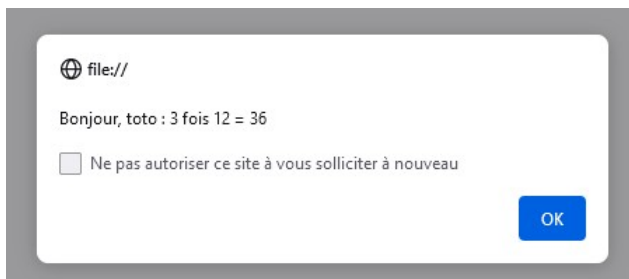 file://
Bonjour, toto : 3 fois 12 = 36
Ne pas autoriser ce site à vous solliciter à nouveau
OK